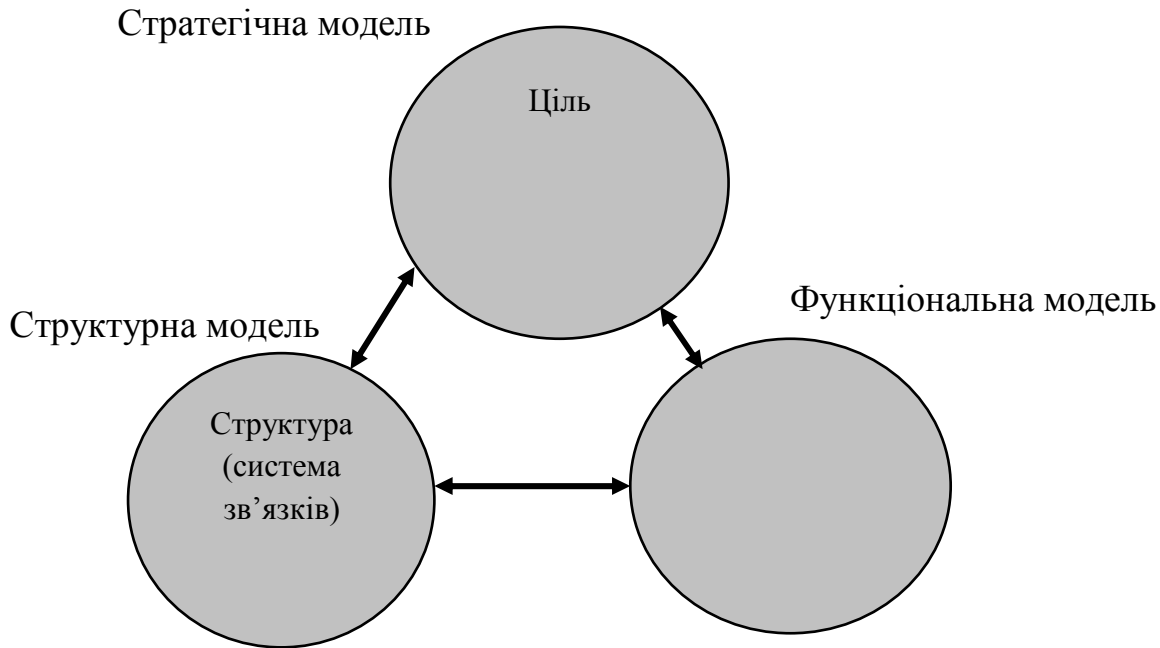 Стратегічна модель
Ціль
Функціональна модель
Структурна модель
Структура
(система
зв’язків)